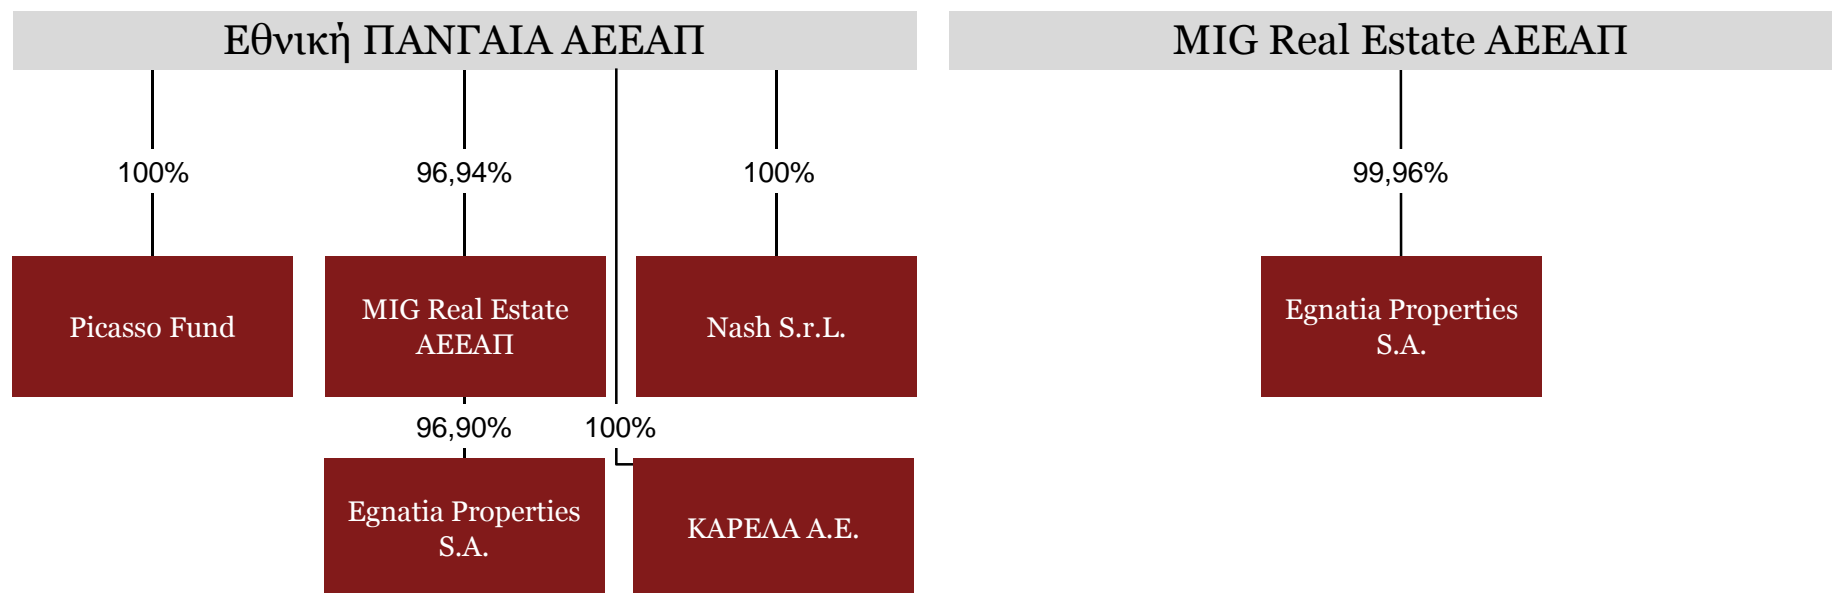 Εθνική ΠΑΝΓΑΙΑ ΑΕΕΑΠ
MIG Real Estate ΑΕΕΑΠ
100%
96,94%
100%
99,96%
Picasso Fund
MIG Real Estate
ΑΕΕΑΠ
Nash S.r.L.
Egnatia Properties
S.A.
96,90%
100%
Egnatia Properties
S.A.
ΚΑΡΕΛΑ Α.Ε.